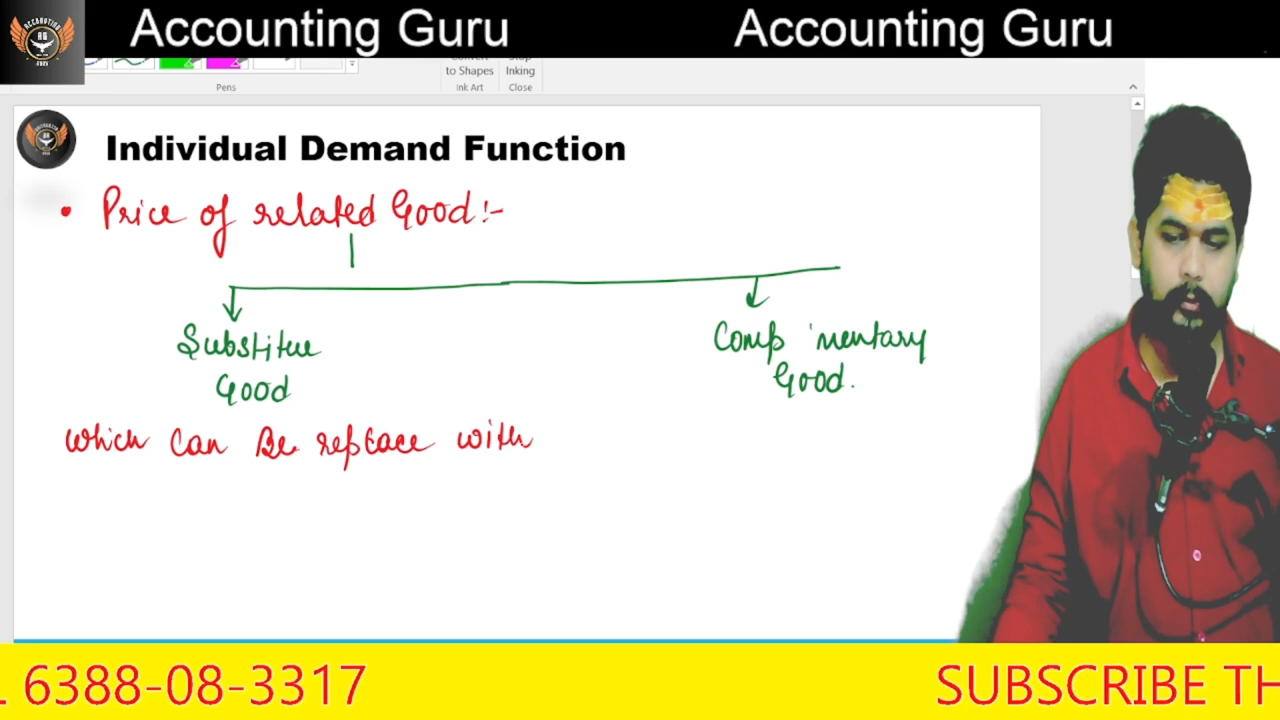 Accounting Guru
Accounting Guru
to Shapes
Inking
Pens
Ink Art
Close
Individual Demand Function
• Price of related Good:-
Substitue
Good
Comp mentary
Good.
which can Be replace with
6388-08-3317
SUBSCRIBE TH